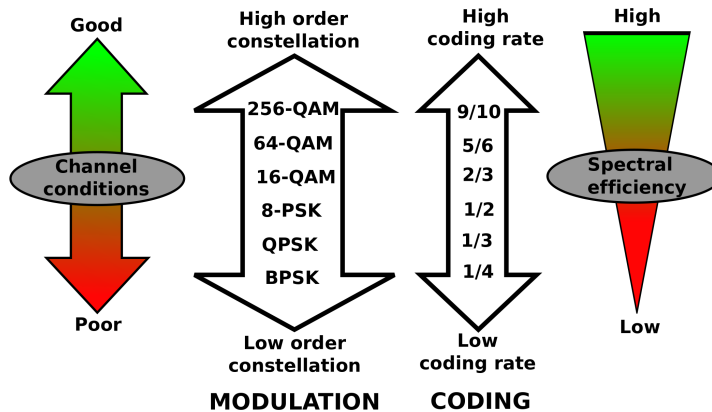 Good
Channel
conditions
Poor
High order
constellation
256-QAM
64-QAM
16-QAM
8-PSK
QPSK
BPSK
Low order
constellation
MODULATION
High
coding rate
9/10
5/6
2/3
1/2
1/3
1/4
Low
coding rate
CODING
High
Spectral
efficiency
Low